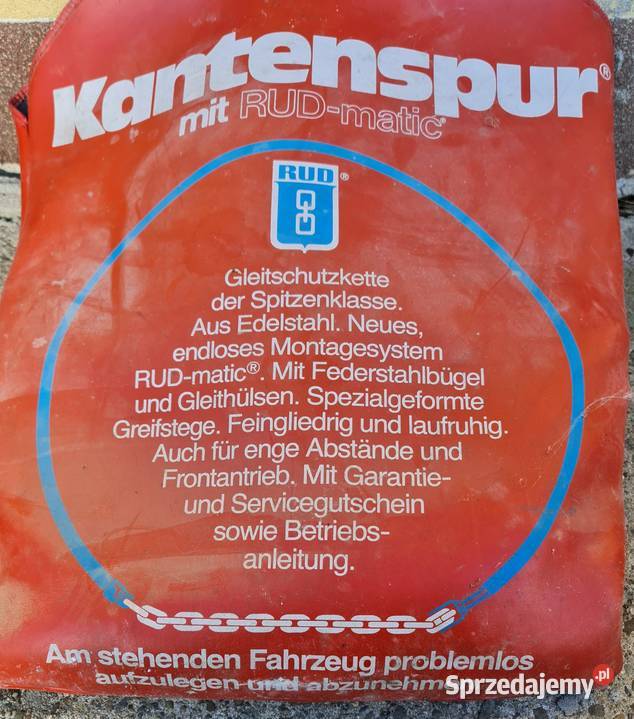 Kantenspur®
mit RUD-matic®
RUD®
Gleitschutzkette
der Spitzenklasse.
Aus Edelstahl. Neues,
endloses Montagesystem
RUD-matic®. Mit Federstahlbügel
und Gleithülsen. Spezialgeformte
Greifstege. Feingliedrig und laufruhig.
Auch für enge Abstände und
Frontantrieb. Mit Garantie-
und Servicegutschein
sowie Betriebs-
anleitung.
Am stehenden Fahrzeug problemlos
aufzulegen und
Sprzedajemy.pl